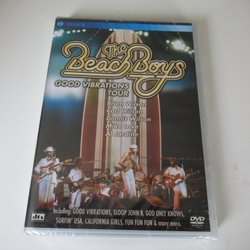 The
Beach Boys
GOOD VIBRATIONS
TOUR
Brian Wilson
Carl Wilson
Dennis Wilson
Mike Love
Al Jardine
Including: GOOD VIBRATIONS, SLOOP JOHN B, GOD ONLY KNOWS,
SURFIN' USA, CALIFORNIA GIRLS, FUN FUN FUN & many more.
dts
DVD